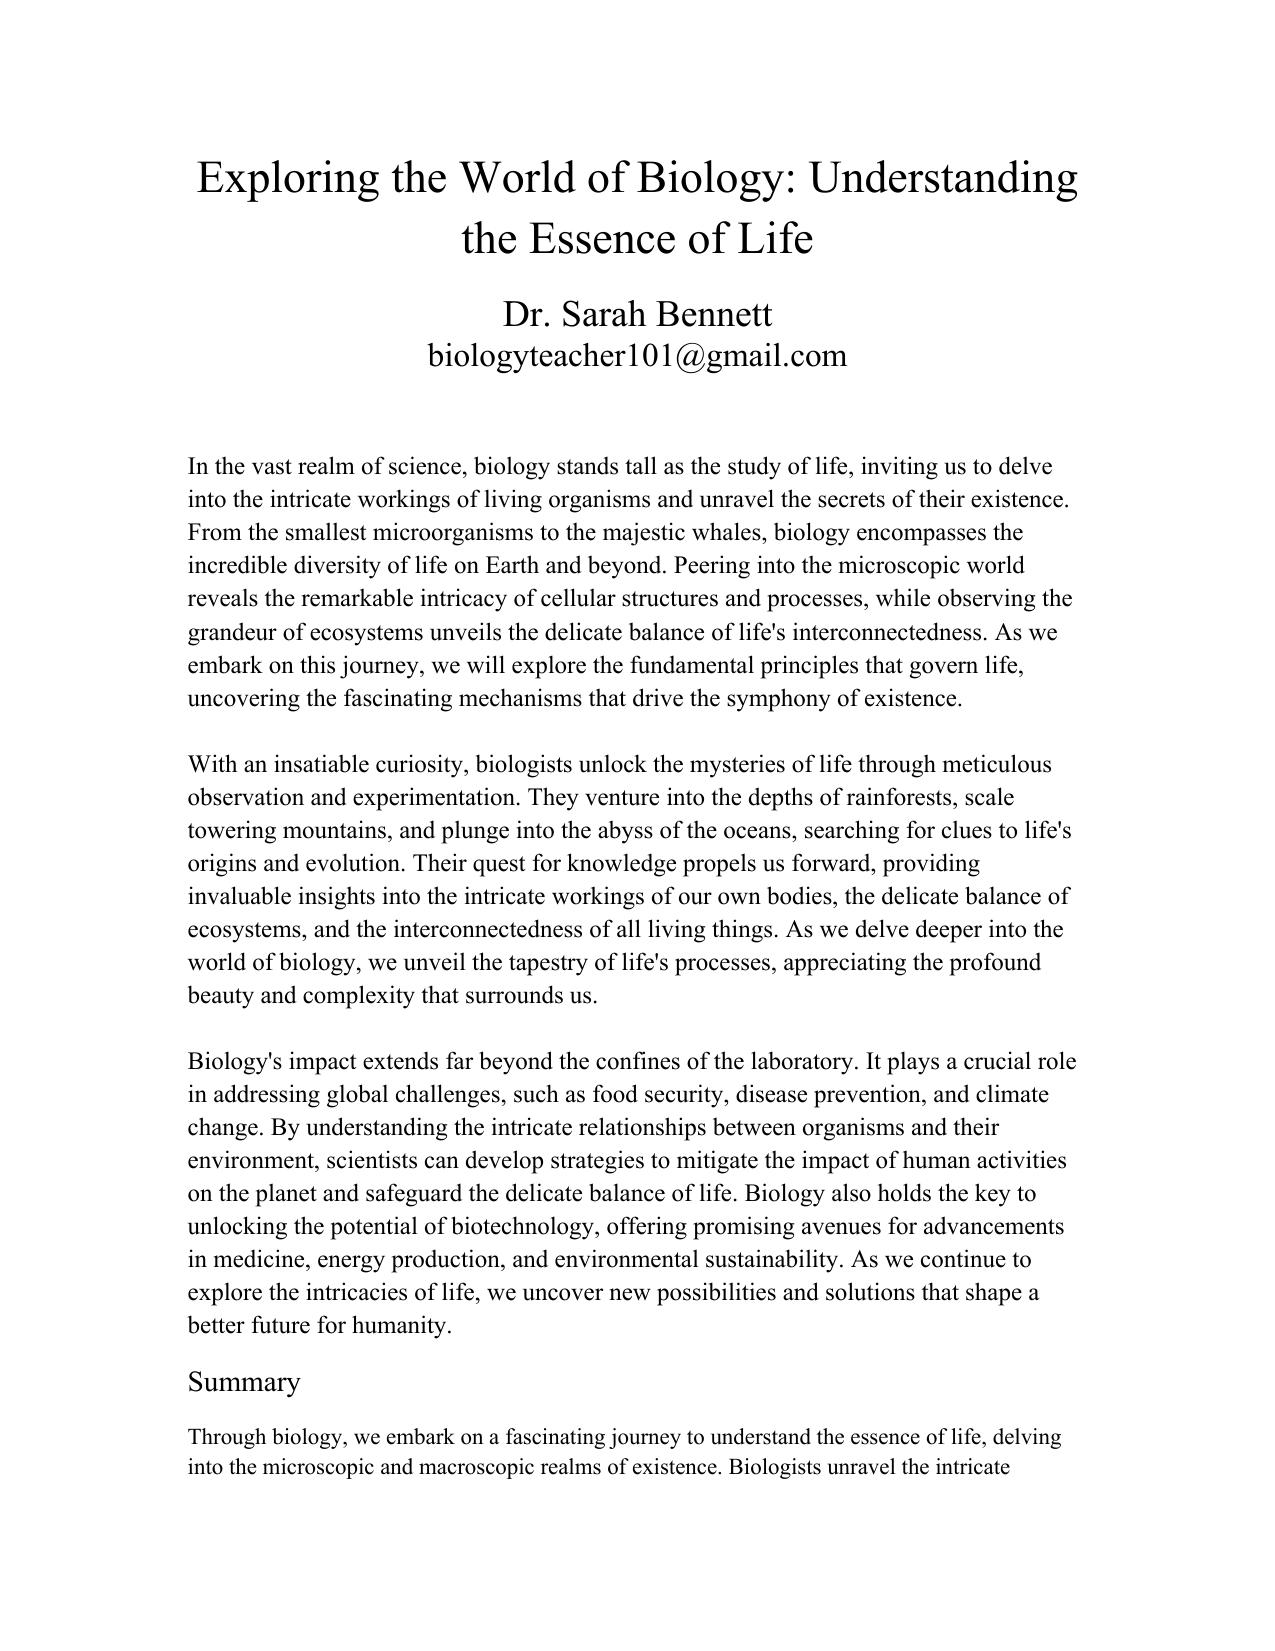 Exploring the World of Biology: Understanding
the Essence of Life
Dr. Sarah Bennett
biologyteacher101@gmail.com
In the vast realm of science, biology stands tall as the study of life, inviting us to delve
into the intricate workings of living organisms and unravel the secrets of their existence.
From the smallest microorganisms to the majestic whales, biology encompasses the
incredible diversity of life on Earth and beyond. Peering into the microscopic world
reveals the remarkable intricacy of cellular structures and processes, while observing the
grandeur of ecosystems unveils the delicate balance of life's interconnectedness. As we
embark on this journey, we will explore the fundamental principles that govern life,
uncovering the fascinating mechanisms that drive the symphony of existence.
With an insatiable curiosity, biologists unlock the mysteries of life through meticulous
observation and experimentation. They venture into the depths of rainforests, scale
towering mountains, and plunge into the abyss of the oceans, searching for clues to life's
origins and evolution. Their quest for knowledge propels us forward, providing
invaluable insights into the intricate workings of our own bodies, the delicate balance of
ecosystems, and the interconnectedness of all living things. As we delve deeper into the
world of biology, we unveil the tapestry of life's processes, appreciating the profound
beauty and complexity that surrounds us.
Biology's impact extends far beyond the confines of the laboratory. It plays a crucial role
in addressing global challenges, such as food security, disease prevention, and climate
change. By understanding the intricate relationships between organisms and their
environment, scientists can develop strategies to mitigate the impact of human activities
on the planet and safeguard the delicate balance of life. Biology also holds the key to
unlocking the potential of biotechnology, offering promising avenues for advancements
in medicine, energy production, and environmental sustainability. As we continue to
explore the intricacies of life, we uncover new possibilities and solutions that shape a
better future for humanity.
Summary
Through biology, we embark on a fascinating journey to understand the essence of life, delving
into the microscopic and macroscopic realms of existence. Biologists unravel the intricate